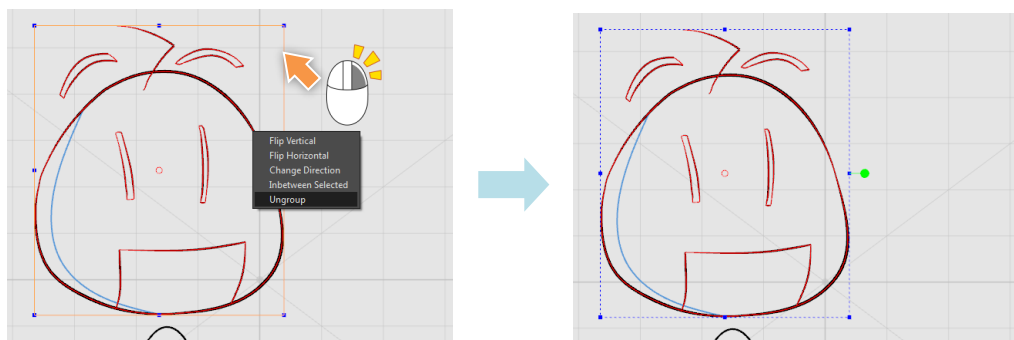 Flip Vertical
Flip Horizontal
Change Direction
Inbetween Selected
Ungroup